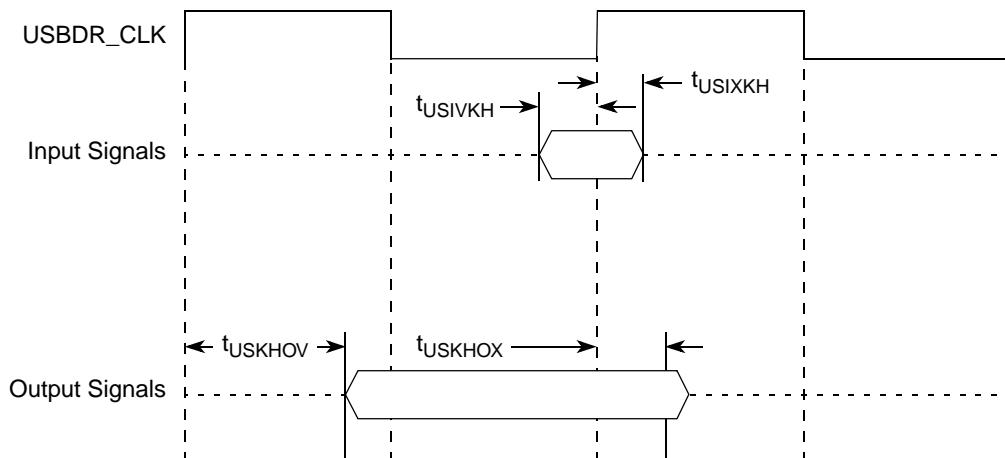 USBDR_CLK
tUSIXKH
tUSIVKH
Input Signals
tUSKHOV
tUSKHOX
Output Signals